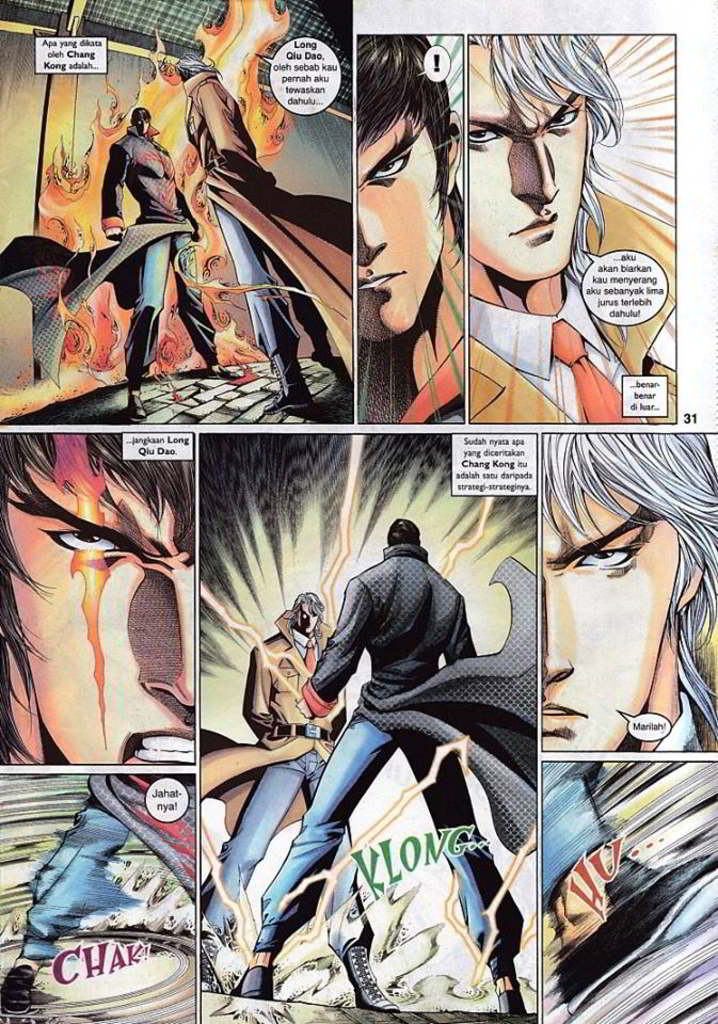 Apa yang dikata
oleh Chang
Kong adalah...
Long
Qiu Dao,
oleh sebab kau
pernah aku
tewaskan
dahulu...
!
...aku
akan biarkan
kau menyerang
aku sebanyak lima
jurus terlebih
dahulu!
...benar-
benar
di luar...
31
...jangkaan Long
Qiu Dao.
Jahat-
nya!
CHAK!
Sudah nyata apa
yang diceritakan
Chang Kong itu
adalah satu daripada
strategi-strateginya.
KLONG...
Marilah!
HU...